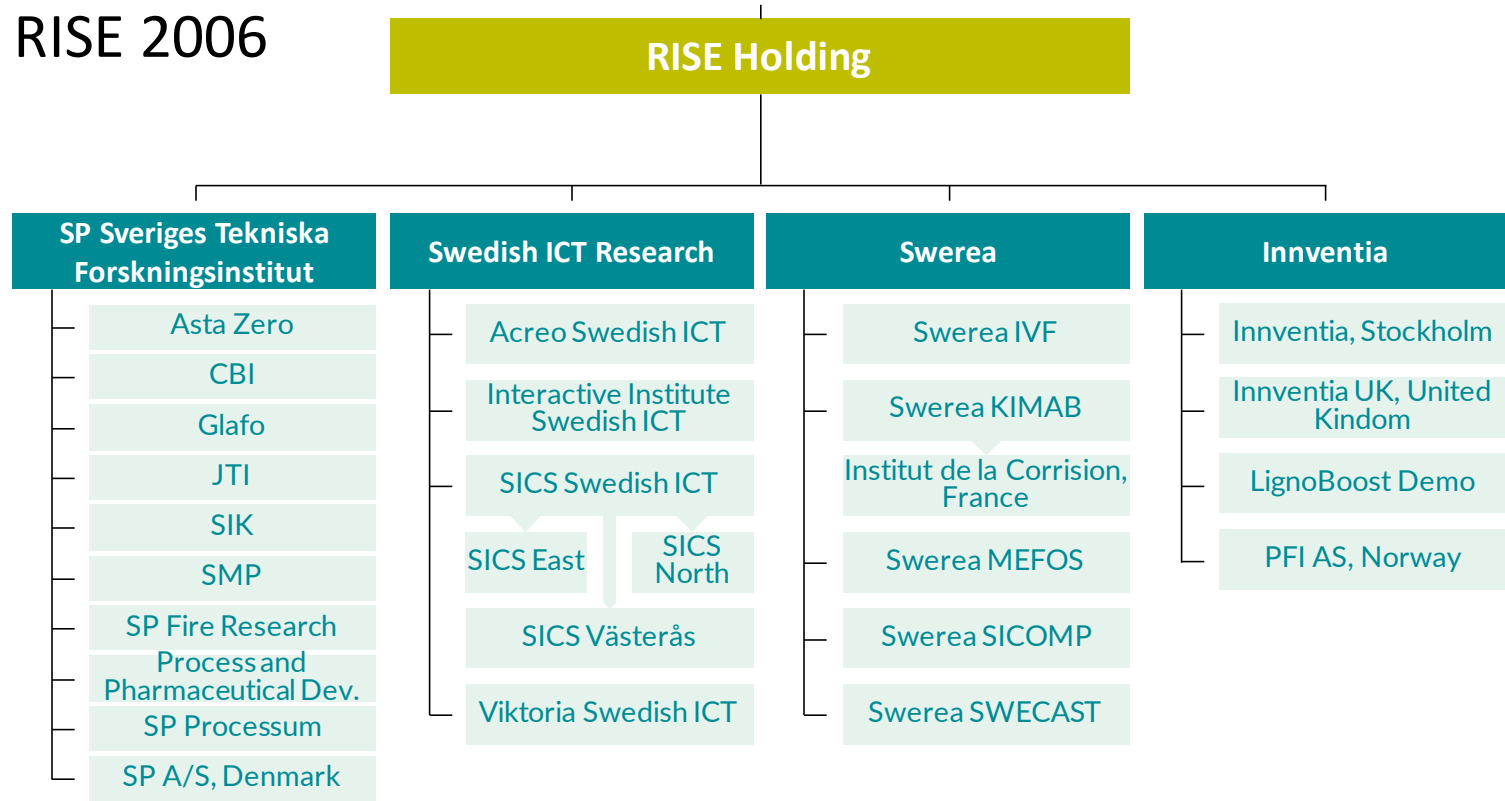 RISE 2006
RISE Holding
SP Sveriges Tekniska
Forskningsinstitut
Asta Zero
CBI
Glafo
JTI
SIK
SMP
SP Fire Research
Process and
Pharmaceutical Dev.
SP Processum
SP A/S, Denmark
Swedish ICT Research
Acreo Swedish ICT
Interactive Institute
Swedish ICT
SICS Swedish ICT
SICS East
SICS
North
SICS Västerås
Viktoria Swedish ICT
Swerea
Swerea IVF
Swerea KIMAB
Institut de la Corrision,
France
Swerea MEFOS
Swerea SICOMP
Swerea SWECAST
Innventia
Innventia, Stockholm
Innventia UK, United
Kindom
LignoBoost Demo
PFI AS, Norway